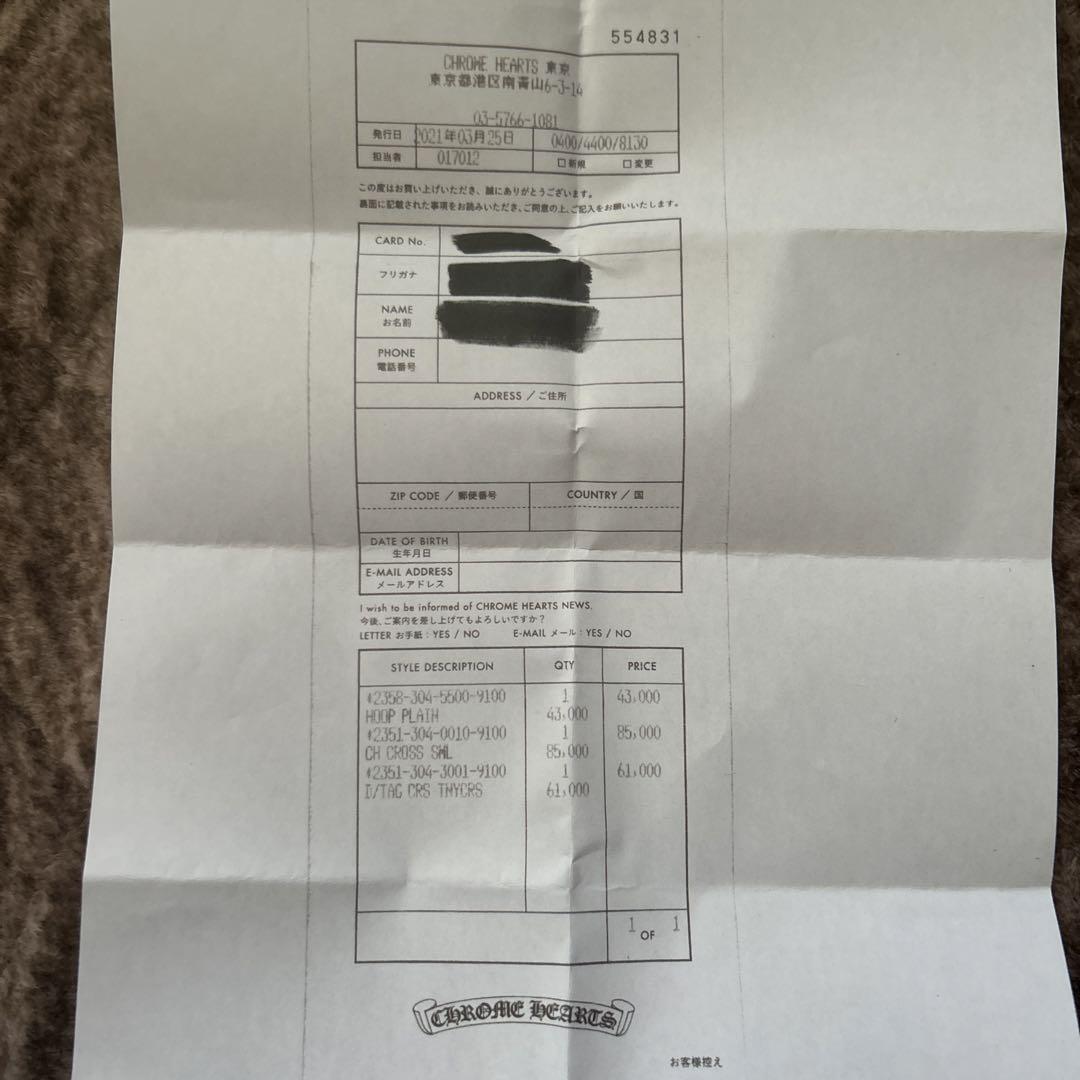 554831
CHROME HEARTS 東京
東京都港区南青山6-3-14
03-5766-1081
発行日 2021年03月25日 0400/4400/8130
担当者 017012 □新規 □変更
この度はお買い上げいただき、誠にありがとうございます。
裏面に記載された事項をお読みいただき、ご同意の上、ご記入をお願いいたします。
CARD No.
フリガナ
NAME
お名前
PHONE
電話番号
ADDRESS / ご住所
ZIP CODE / 郵便番号 COUNTRY / 国
DATE OF BIRTH
生年月日
E-MAIL ADDRESS
メールアドレス
I wish to be informed of CHROME HEARTS NEWS.
今後、ご案内を差し上げてもよろしいですか?
LETTER お手紙 : YES / NO E-MAIL メール : YES / NO
STYLE DESCRIPTION QTY PRICE
*2358-304-5500-9100 1 43,000
HOOP PLAIN 43,000
*2351-304-0010-9100 1 85,000
CH CROSS SML 85,000
*2351-304-3001-9100 1 61,000
D/TAG CRS TNYCRS 61,000
1 OF 1
CHROME HEARTS
お客様控え